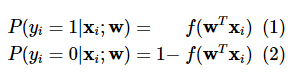 P(yᵢ = 1|xᵢ; w) = f(wᵀxᵢ) (1)
P(yᵢ = 0|xᵢ; w) = 1− f(wᵀxᵢ) (2)